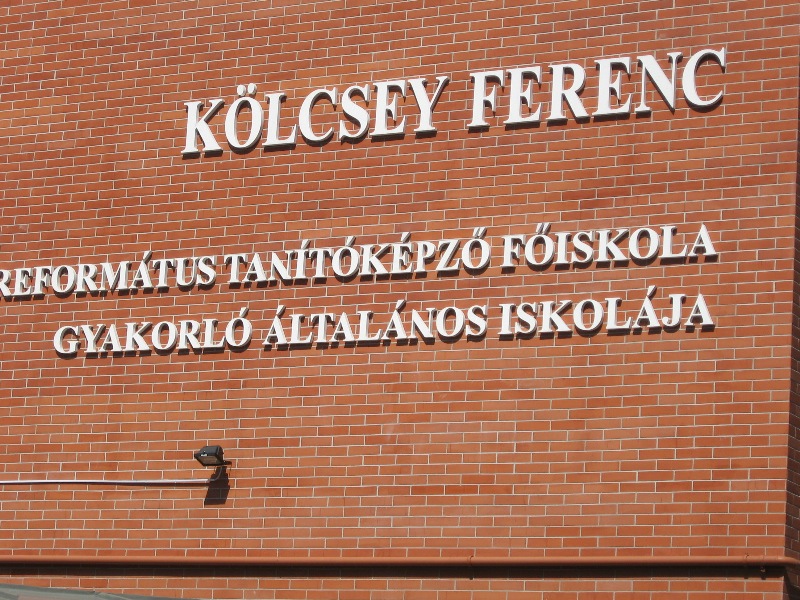 KÖLCSEY FERENC
REFORMÁTUS TANÍTÓKÉPZŐ FŐISKOLA
GYAKORLÓ ÁLTALÁNOS ISKOLÁJA